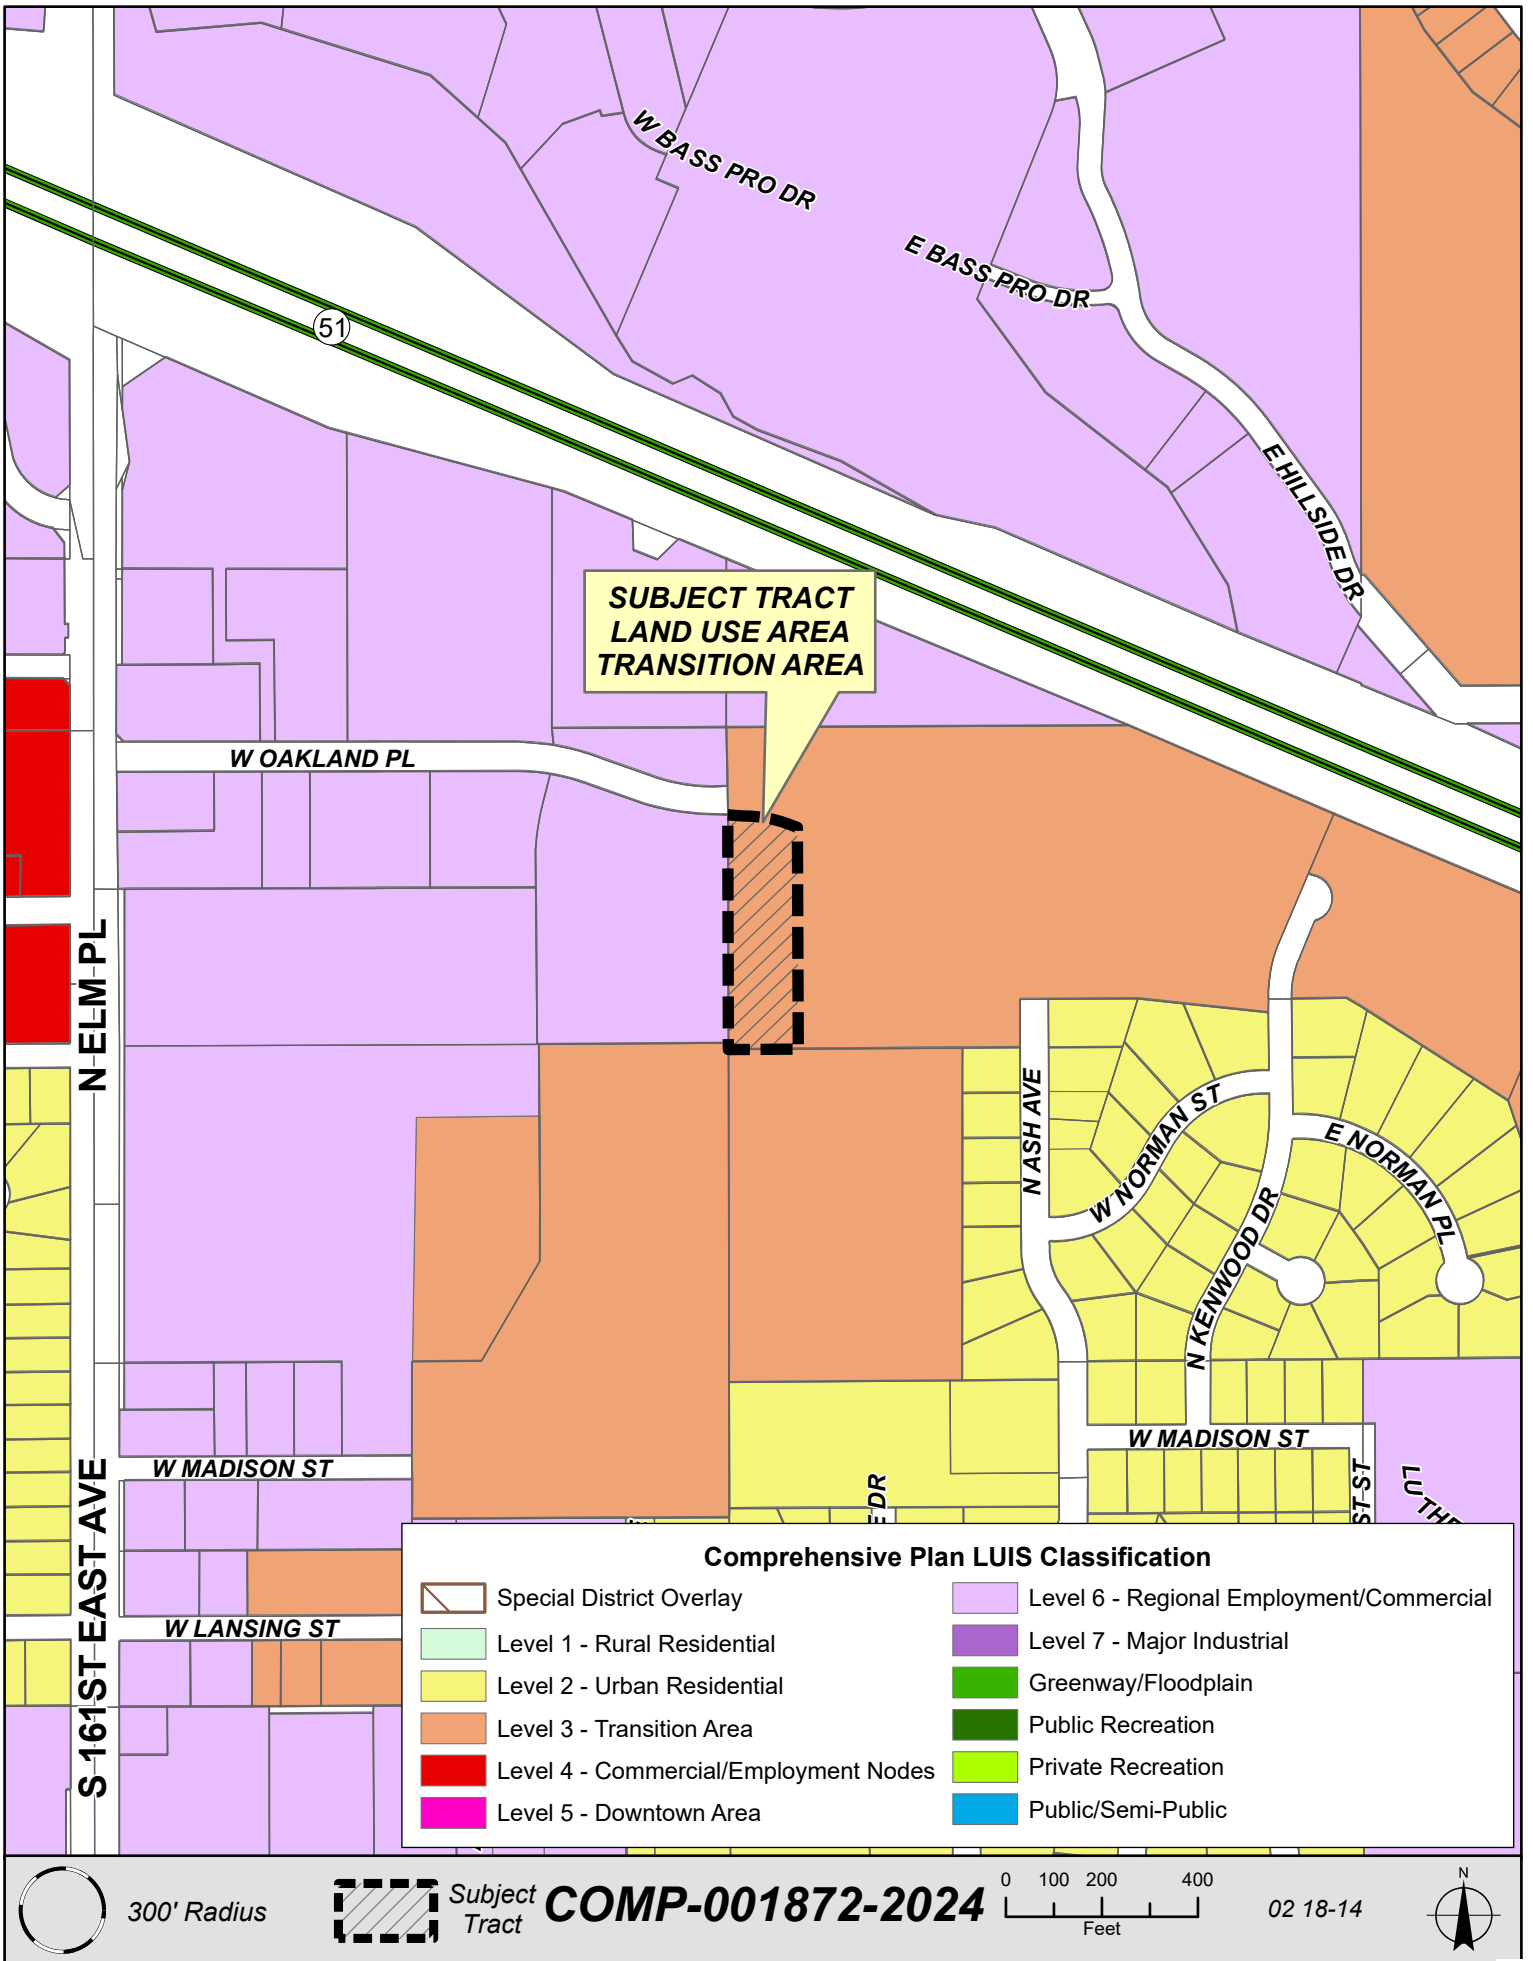 W BASS PRO DR
E BASS PRO DR
51
E HILLSIDE DR
SUBJECT TRACT
LAND USE AREA
TRANSITION AREA
W OAKLAND PL
N ELM PL
N ASH AVE
W NORMAN ST
E NORMAN PL
N KENWOOD DR
W MADISON ST
W MADISON ST
S 161ST EAST AVE
DR
ST ST
W LANSING ST
Comprehensive Plan LUIS Classification
Special District Overlay
Level 1 - Rural Residential
Level 2 - Urban Residential
Level 3 - Transition Area
Level 4 - Commercial/Employment Nodes
Level 5 - Downtown Area
Level 6 - Regional Employment/Commercial
Level 7 - Major Industrial
Greenway/Floodplain
Public Recreation
Private Recreation
Public/Semi-Public
300' Radius
Subject
Tract
COMP-001872-2024
0 100 200 400
Feet
02 18-14
N